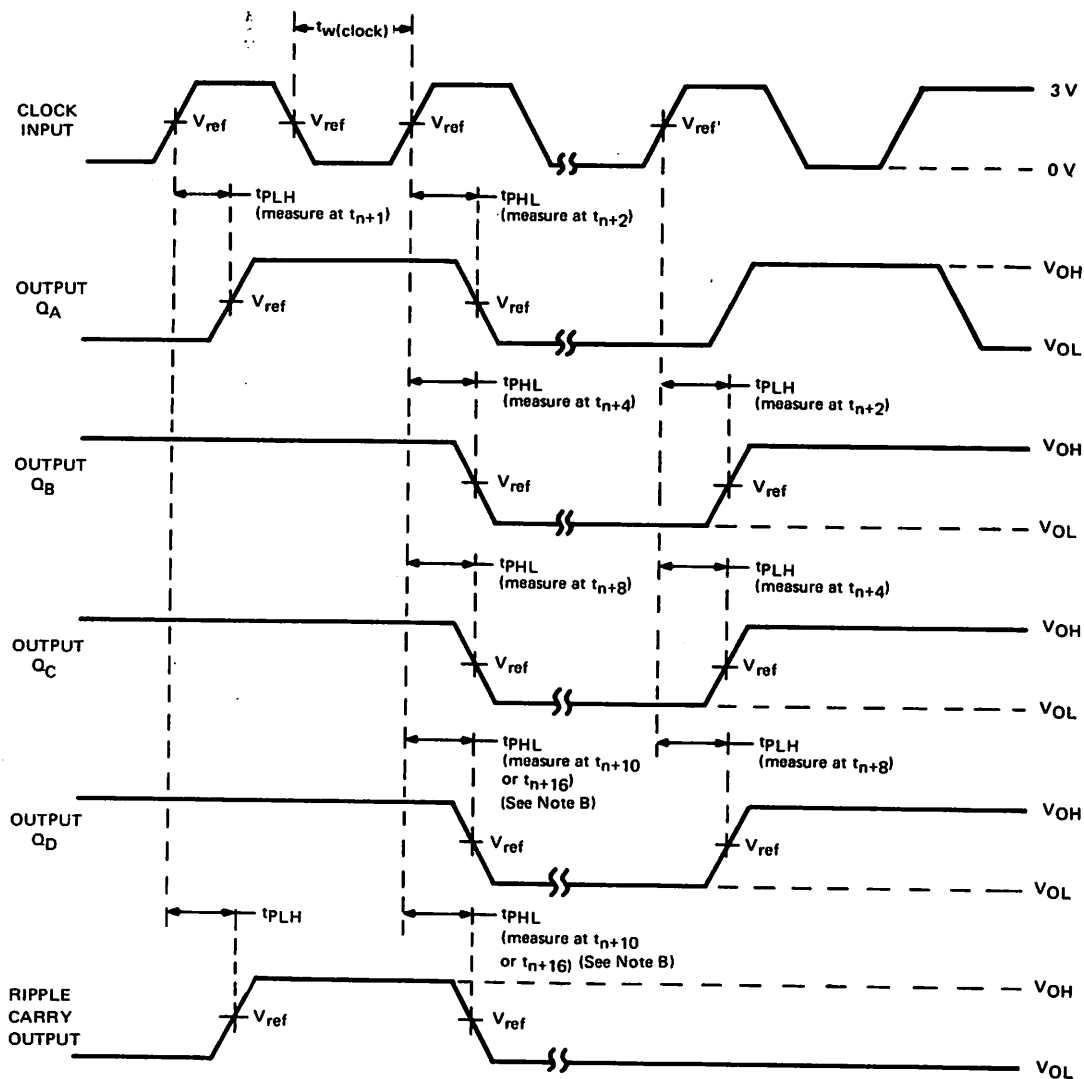 tw(clock)
CLOCK
INPUT
Vref
Vref
Vref
Vref'
3 V
0 V
tPLH
(measure at tn+1)
tPHL
(measure at tn+2)
OUTPUT
QA
Vref
Vref
VOH
VOL
tPHL
(measure at tn+4)
tPLH
(measure at tn+2)
OUTPUT
QB
Vref
Vref
VOH
VOL
tPHL
(measure at tn+8)
tPLH
(measure at tn+4)
OUTPUT
QC
Vref
Vref
VOH
VOL
tPHL
(measure at tn+10
or tn+16)
(See Note B)
tPLH
(measure at tn+8)
OUTPUT
QD
Vref
Vref
VOH
VOL
tPLH
tPHL
(measure at tn+10
or tn+16) (See Note B)
RIPPLE
CARRY
OUTPUT
Vref
Vref
VOH
VOL